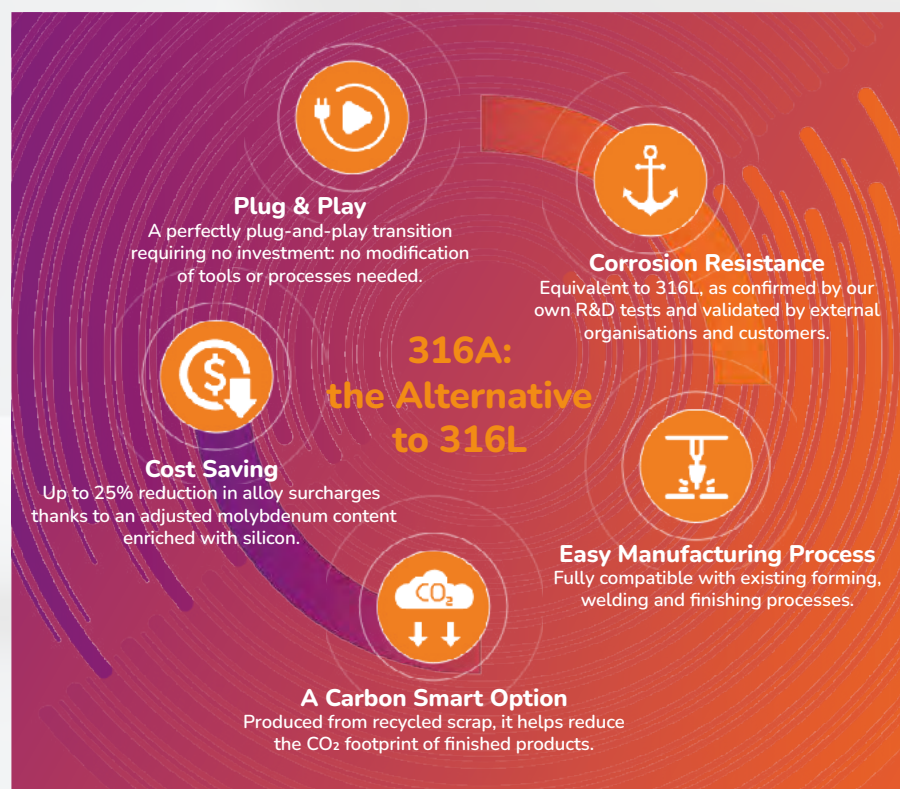 Plug & Play
A perfectly plug-and-play transition
requiring no investment: no modification
of tools or processes needed.
Corrosion Resistance
Equivalent to 316L, as confirmed by our
own R&D tests and validated by external
organisations and customers.
316A:
the Alternative
to 316L
$
Cost Saving
Up to 25% reduction in alloy surcharges
thanks to an adjusted molybdenum content
enriched with silicon.
Easy Manufacturing Process
Fully compatible with existing forming,
welding and finishing processes.
CO₂
A Carbon Smart Option
Produced from recycled scrap, it helps reduce
the CO₂ footprint of finished products.